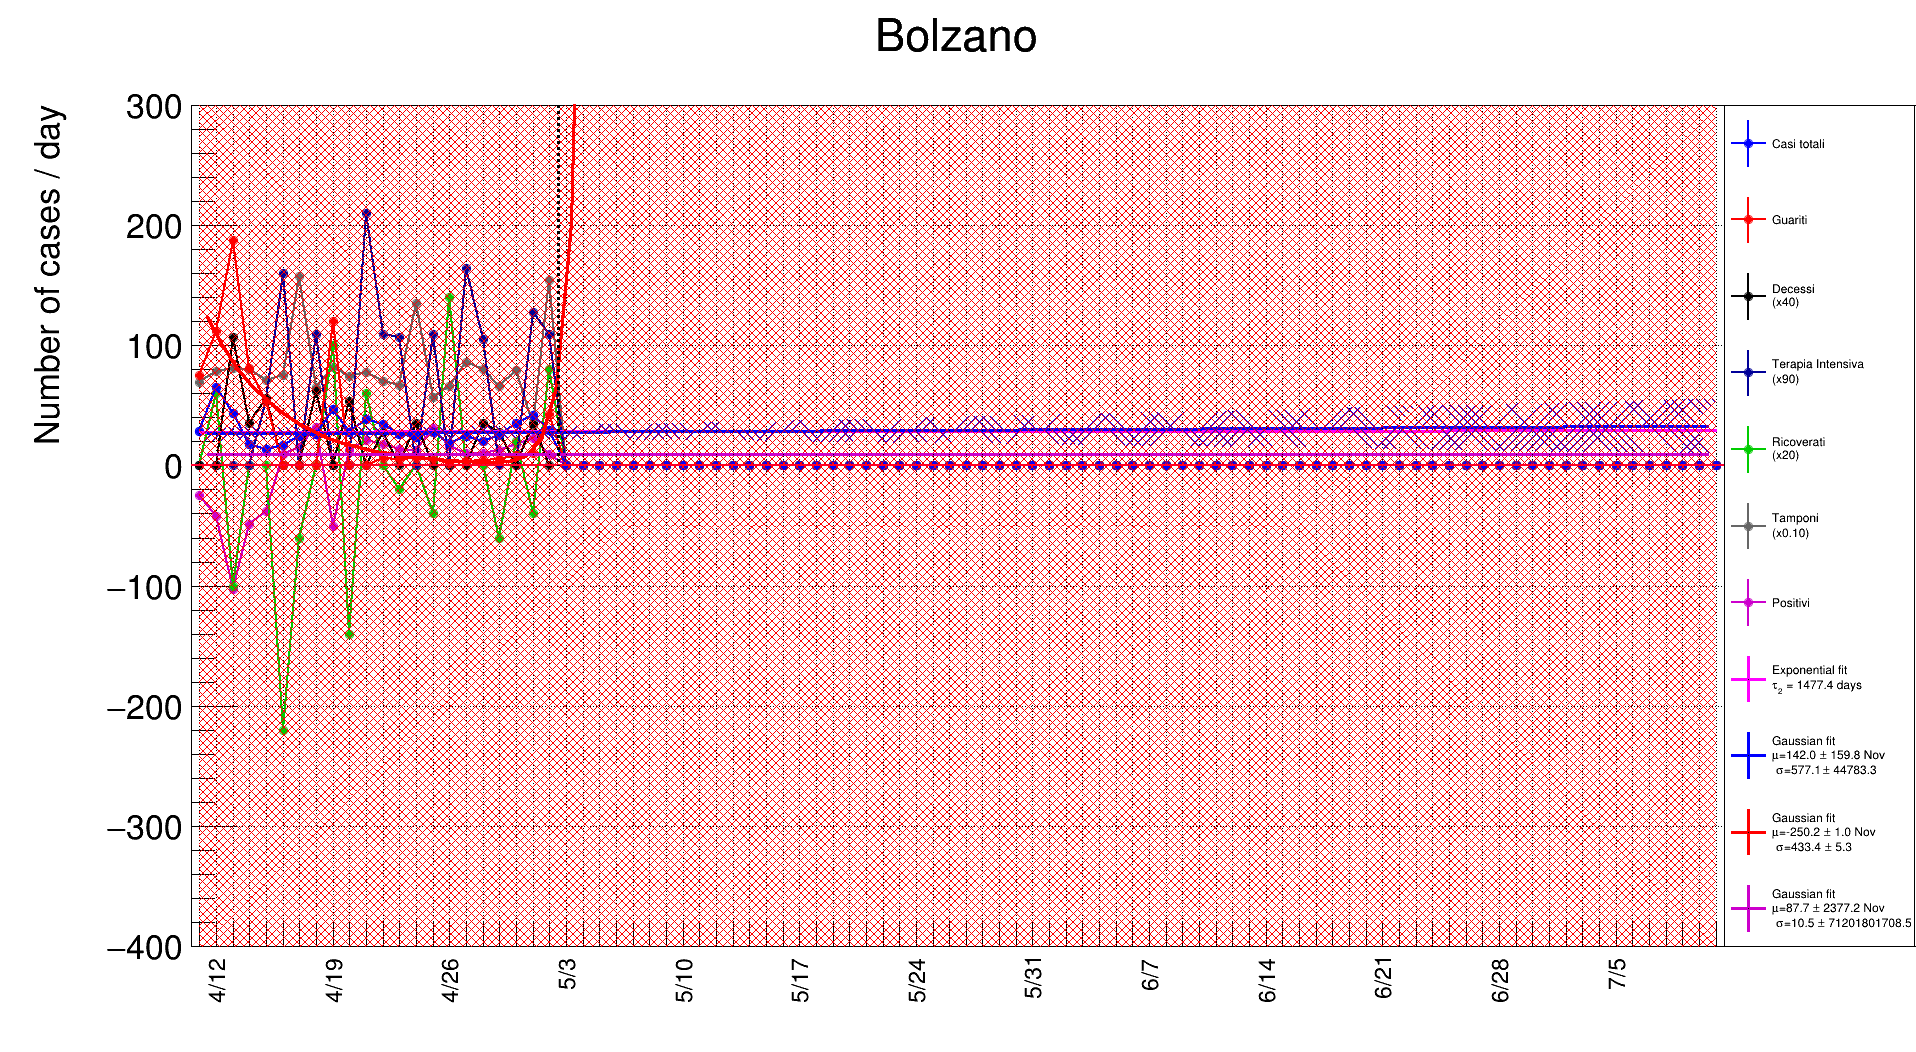 Bolzano
Number of cases / day
300
200
100
0
−100
−200
−300
−400
4/12
4/19
4/26
5/3
5/10
5/17
5/24
5/31
6/7
6/14
6/21
6/28
7/5
Casi totali
Guariti
Decessi
(x40)
Terapia Intensiva
(x90)
Ricoverati
(x20)
Tamponi
(x0.10)
Positivi
Exponential fit
τ2 = 1477.4 days
Gaussian fit
μ=142.0 ± 159.8 Nov
σ=577.1 ± 44783.3
Gaussian fit
μ=-250.2 ± 1.0 Nov
σ=433.4 ± 5.3
Gaussian fit
μ=87.7 ± 2377.2 Nov
σ=10.5 ± 71201801708.5